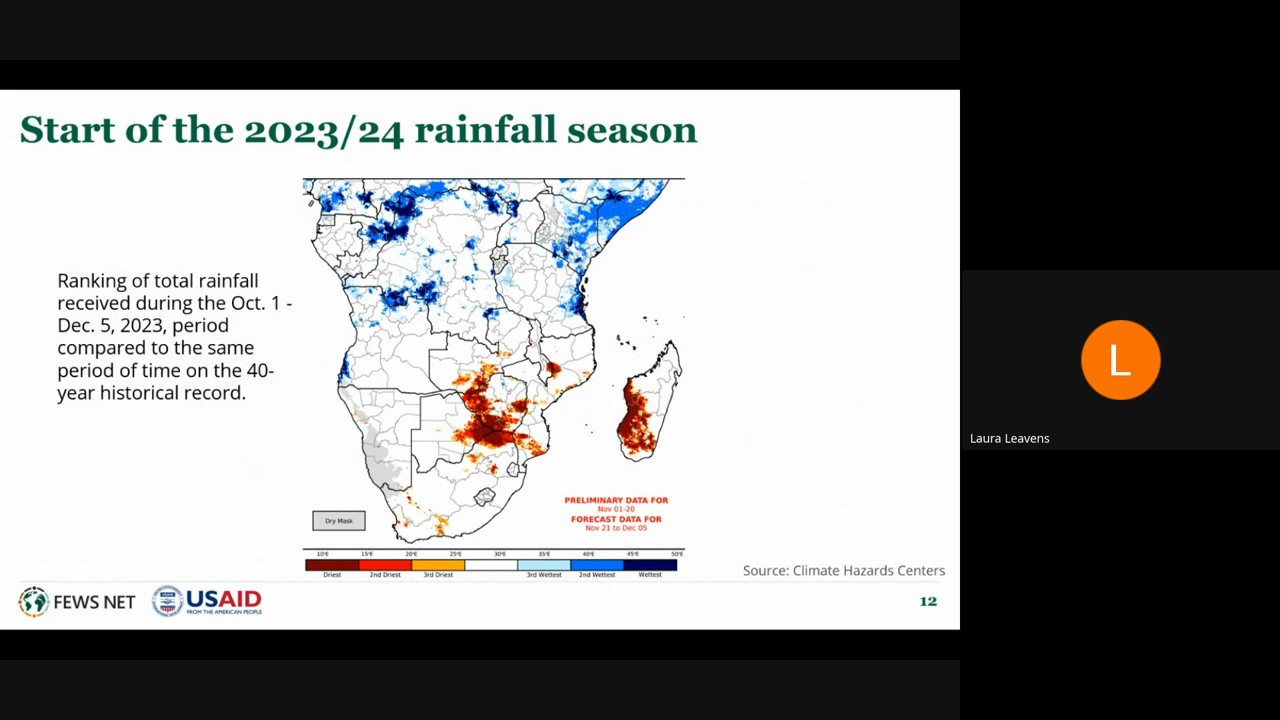 Start of the 2023/24 rainfall season
Ranking of total rainfall
received during the Oct. 1 -
Dec. 5, 2023, period
compared to the same
period of time on the 40-
year historical record.
PRELIMINARY DATA FOR
Nov 01-20
FORECAST DATA FOR
Nov 21 to Dec 05
Dry Mask
10°E 15°E 20°E 25°E 30°E 35°E 40°E 45°E 50°E
Driest 2nd Driest 3rd Driest 3rd Wettest 2nd Wettest Wettest
Source: Climate Hazards Centers
FEWS NET
USAID
FROM THE AMERICAN PEOPLE
12
L
Laura Leavens